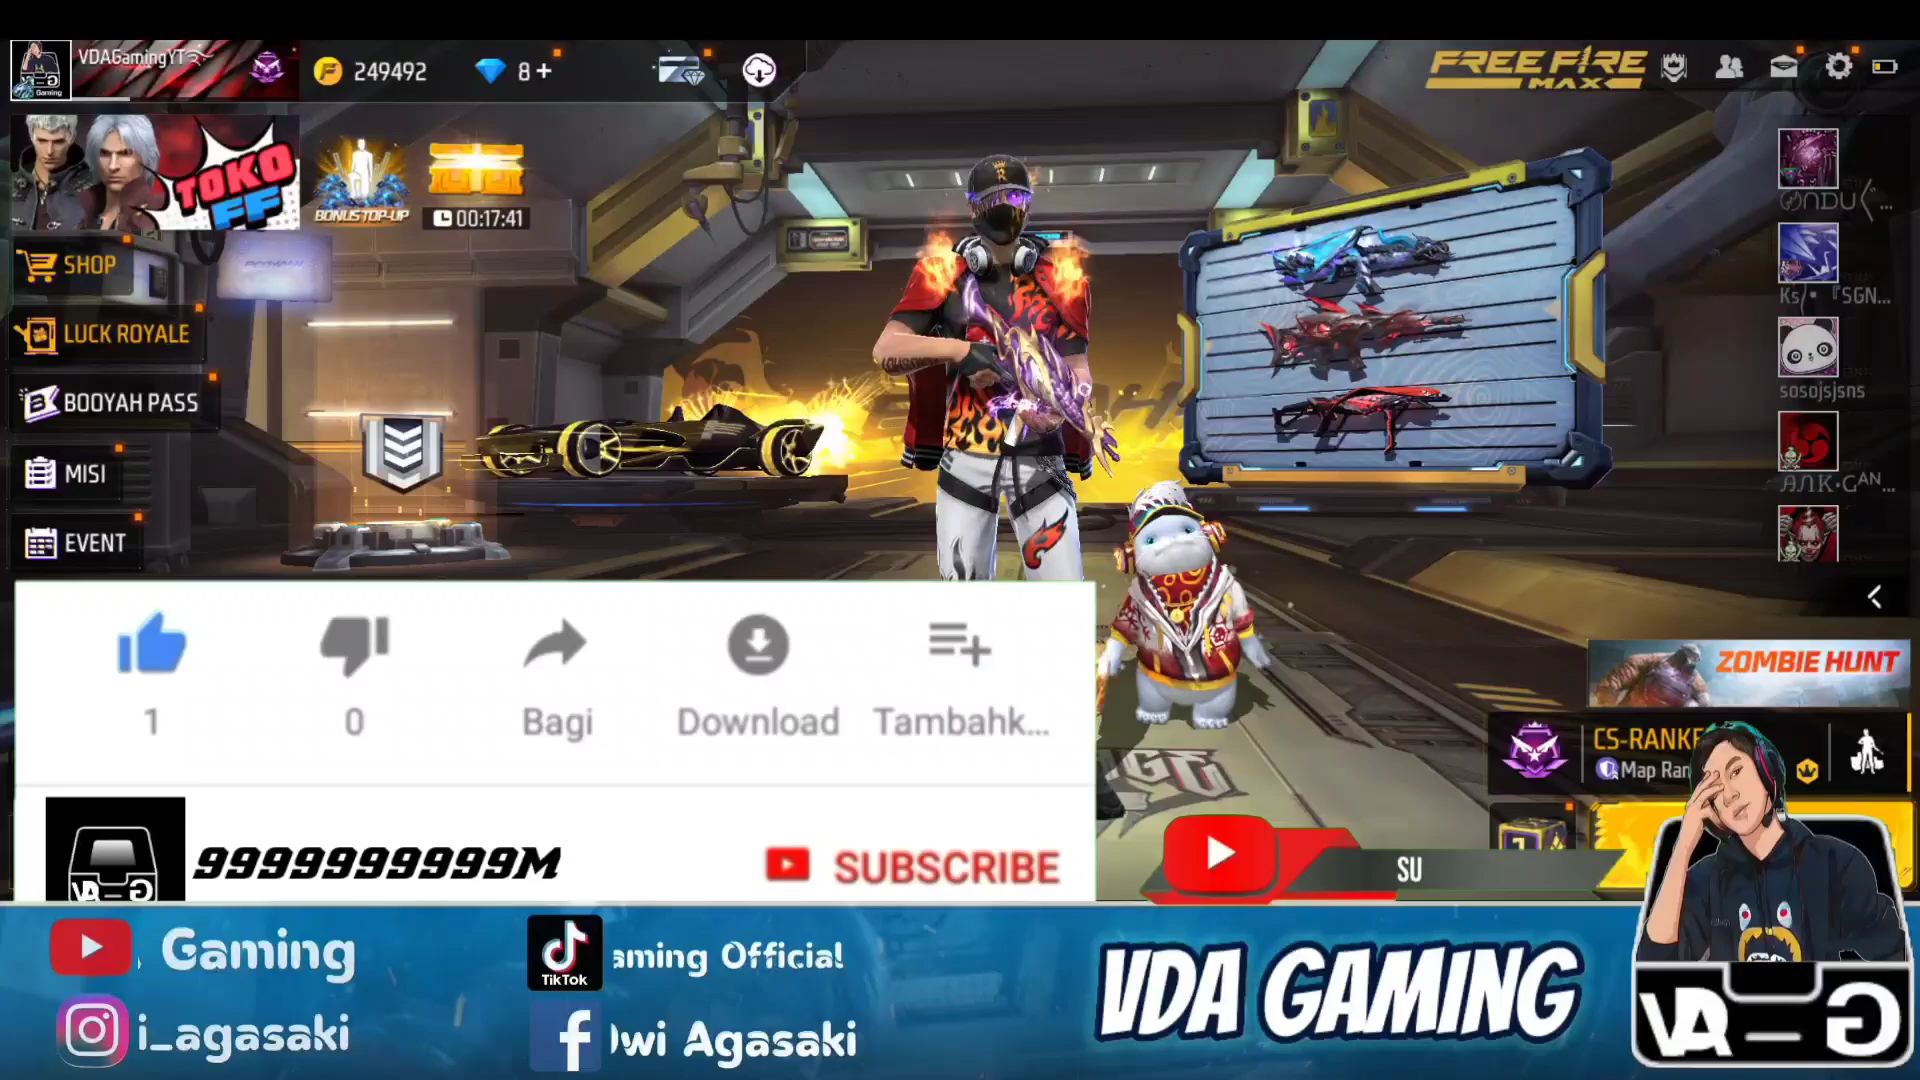 VDAGamingYT
249492
8+
FREE FIRE
MAX
TOKO
FF
BONUS TOP-UP
00:17:41
SHOP
LUCK ROYALE
BOOYAH PASS
MISI
EVENT
sosojsjsns
ZOMBIE HUNT
CS-RANKE
Map Ran
1
0
Bagi
Download
Tambahk...
9999999999M
SUBSCRIBE
SU
Gaming
TikTok
aming Official
i_agasaki
wi Agasaki
VDA GAMING